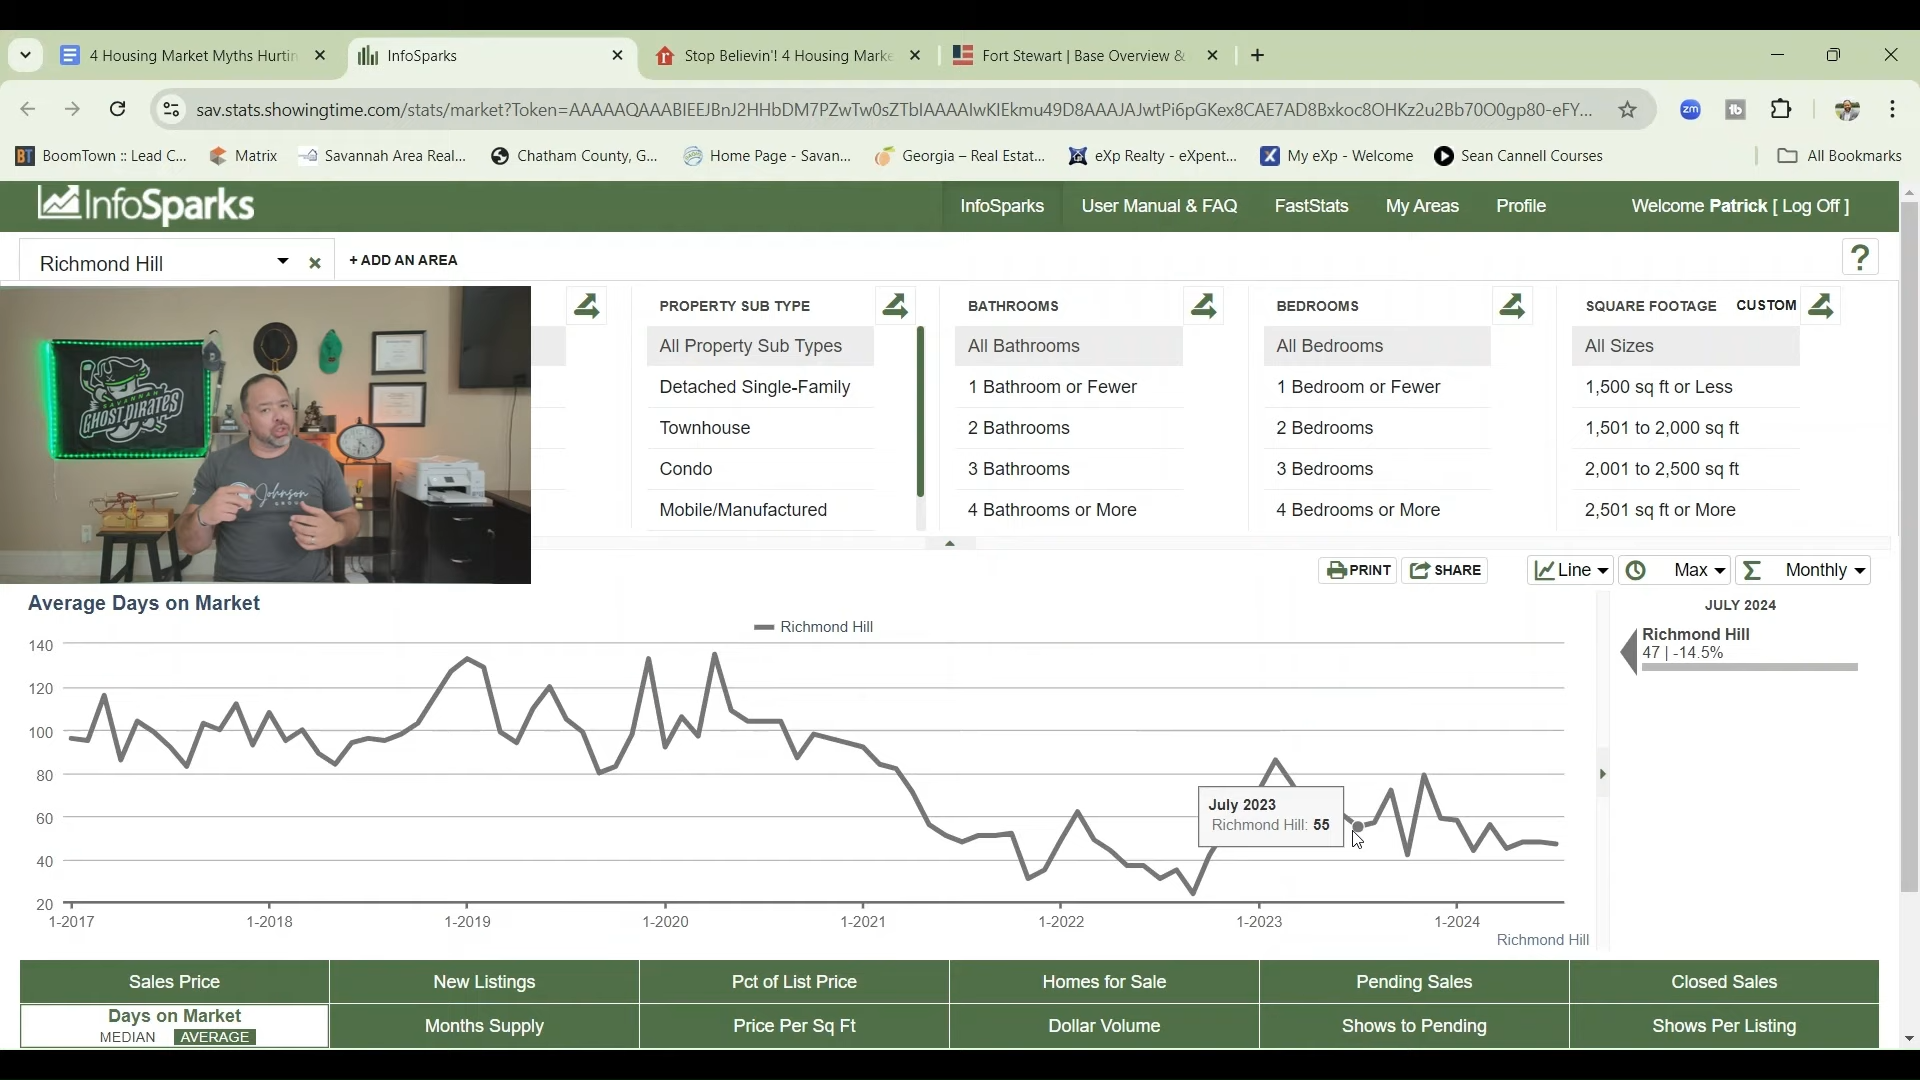 4 Housing Market Myths Hurtin
InfoSparks
Stop Believin'! 4 Housing Marke
Fort Stewart | Base Overview &
sav.stats.showingtime.com/stats/market?Token=AAAAAQAAABIEEJBnJ2HHbDM7PZwTw0sZTbIAAAAIwKIEkmu49D8AAAJAJwtPi6pGKex8CAE7AD8Bxkoc8OHKz2u2Bb70O0gp80-eFY...
zm
tb
BT BoomTown :: Lead C...
Matrix
Savannah Area Real...
Chatham County, G...
Home Page - Savan...
Georgia – Real Estat...
eXp Realty - eXpent...
My eXp - Welcome
Sean Cannell Courses
All Bookmarks
InfoSparks
InfoSparks
User Manual & FAQ
FastStats
My Areas
Profile
Welcome Patrick [ Log Off ]
Richmond Hill
+ ADD AN AREA
?
PROPERTY SUB TYPE
All Property Sub Types
Detached Single-Family
Townhouse
Condo
Mobile/Manufactured
BATHROOMS
All Bathrooms
1 Bathroom or Fewer
2 Bathrooms
3 Bathrooms
4 Bathrooms or More
BEDROOMS
All Bedrooms
1 Bedroom or Fewer
2 Bedrooms
3 Bedrooms
4 Bedrooms or More
SQUARE FOOTAGE CUSTOM
All Sizes
1,500 sq ft or Less
1,501 to 2,000 sq ft
2,001 to 2,500 sq ft
2,501 sq ft or More
SAVANNAH
GHOST PIRATES
Johnson
GROUP
PRINT
SHARE
Line
Max
Monthly
Average Days on Market
Richmond Hill
JULY 2024
Richmond Hill
47 | -14.5%
140
120
100
80
60
40
20
July 2023
Richmond Hill: 55
1-2017 1-2018 1-2019 1-2020 1-2021 1-2022 1-2023 1-2024
Richmond Hill
Sales Price
New Listings
Pct of List Price
Homes for Sale
Pending Sales
Closed Sales
Days on Market
MEDIAN AVERAGE
Months Supply
Price Per Sq Ft
Dollar Volume
Shows to Pending
Shows Per Listing